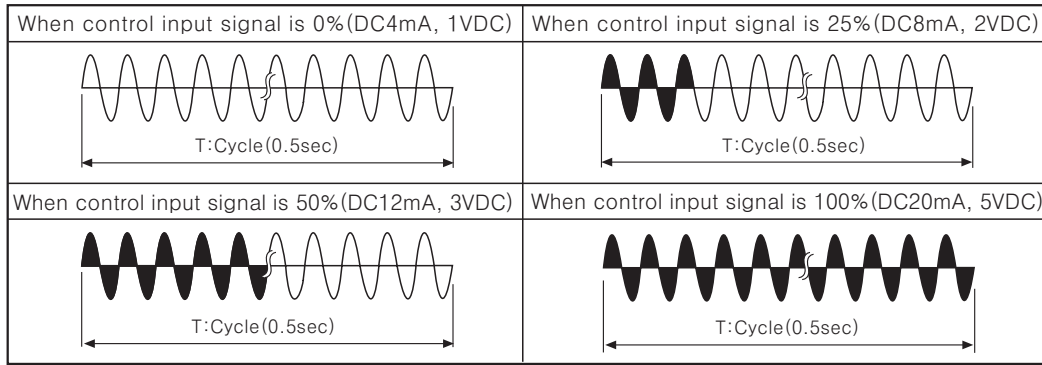 When control input signal is 0%(DC4mA, 1VDC)
When control input signal is 25%(DC8mA, 2VDC)
T:Cycle(0.5sec)
T:Cycle(0.5sec)
When control input signal is 50%(DC12mA, 3VDC)
When control input signal is 100%(DC20mA, 5VDC)
T:Cycle(0.5sec)
T:Cycle(0.5sec)